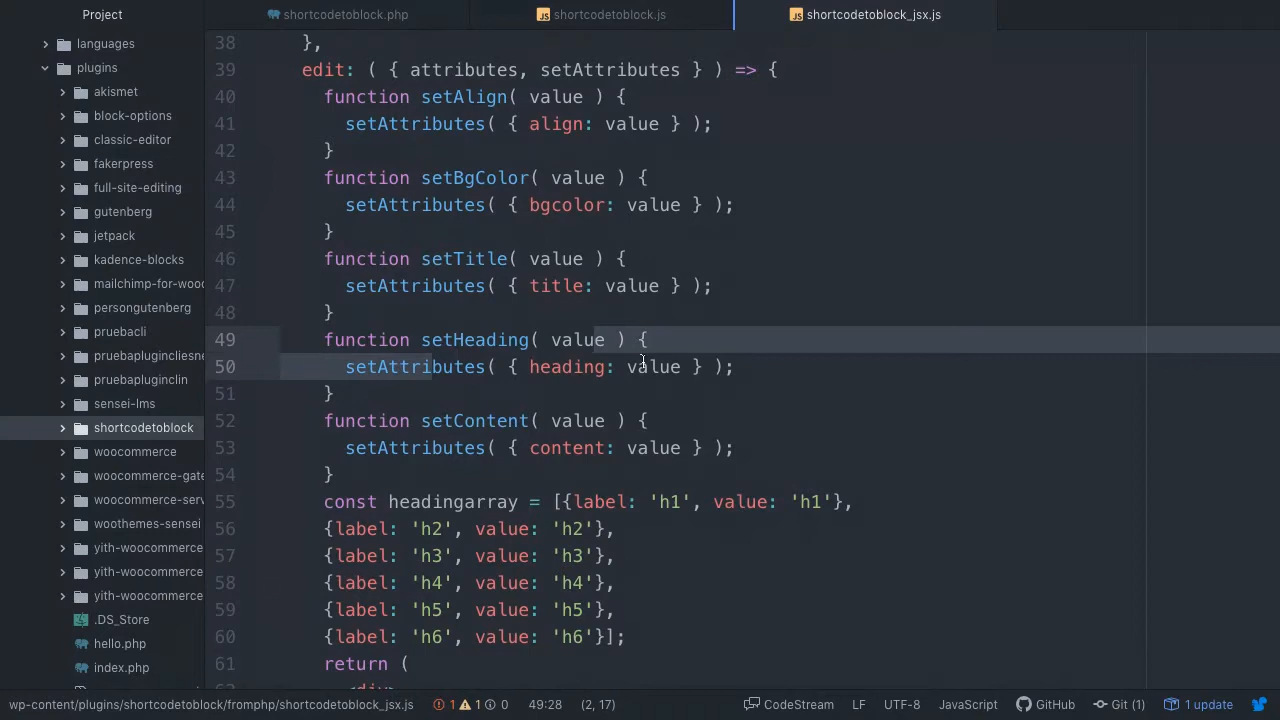 Project
shortcodetoblock.php
shortcodetoblock.js
shortcodetoblock_jsx.js
languages
plugins
akismet
block-options
classic-editor
fakerpress
full-site-editing
gutenberg
jetpack
kadence-blocks
mailchimp-for-wooc
persongutenberg
pruebacli
pruebaplugincliesne
pruebapluginclin
sensei-lms
shortcodetoblock
woocommerce
woocommerce-gate
woocommerce-serv
woothemes-sensei
yith-woocommerce
yith-woocommerce
yith-woocommerce
.DS_Store
hello.php
index.php
38 },
39 edit: ( { attributes, setAttributes } ) => {
40 function setAlign( value ) {
41 setAttributes( { align: value } );
42 }
43 function setBgColor( value ) {
44 setAttributes( { bgcolor: value } );
45 }
46 function setTitle( value ) {
47 setAttributes( { title: value } );
48 }
49 function setHeading( value ) {
50 setAttributes( { heading: value } );
51 }
52 function setContent( value ) {
53 setAttributes( { content: value } );
54 }
55 const headingarray = [{label: 'h1', value: 'h1'},
56 {label: 'h2', value: 'h2'},
57 {label: 'h3', value: 'h3'},
58 {label: 'h4', value: 'h4'},
59 {label: 'h5', value: 'h5'},
60 {label: 'h6', value: 'h6'}];
61 return (
62 <div>
wp-content/plugins/shortcodetoblock/fromphp/shortcodetoblock_jsx.js 1 1 0 49:28 (2, 17) CodeStream LF UTF-8 JavaScript GitHub Git (1) 1 update